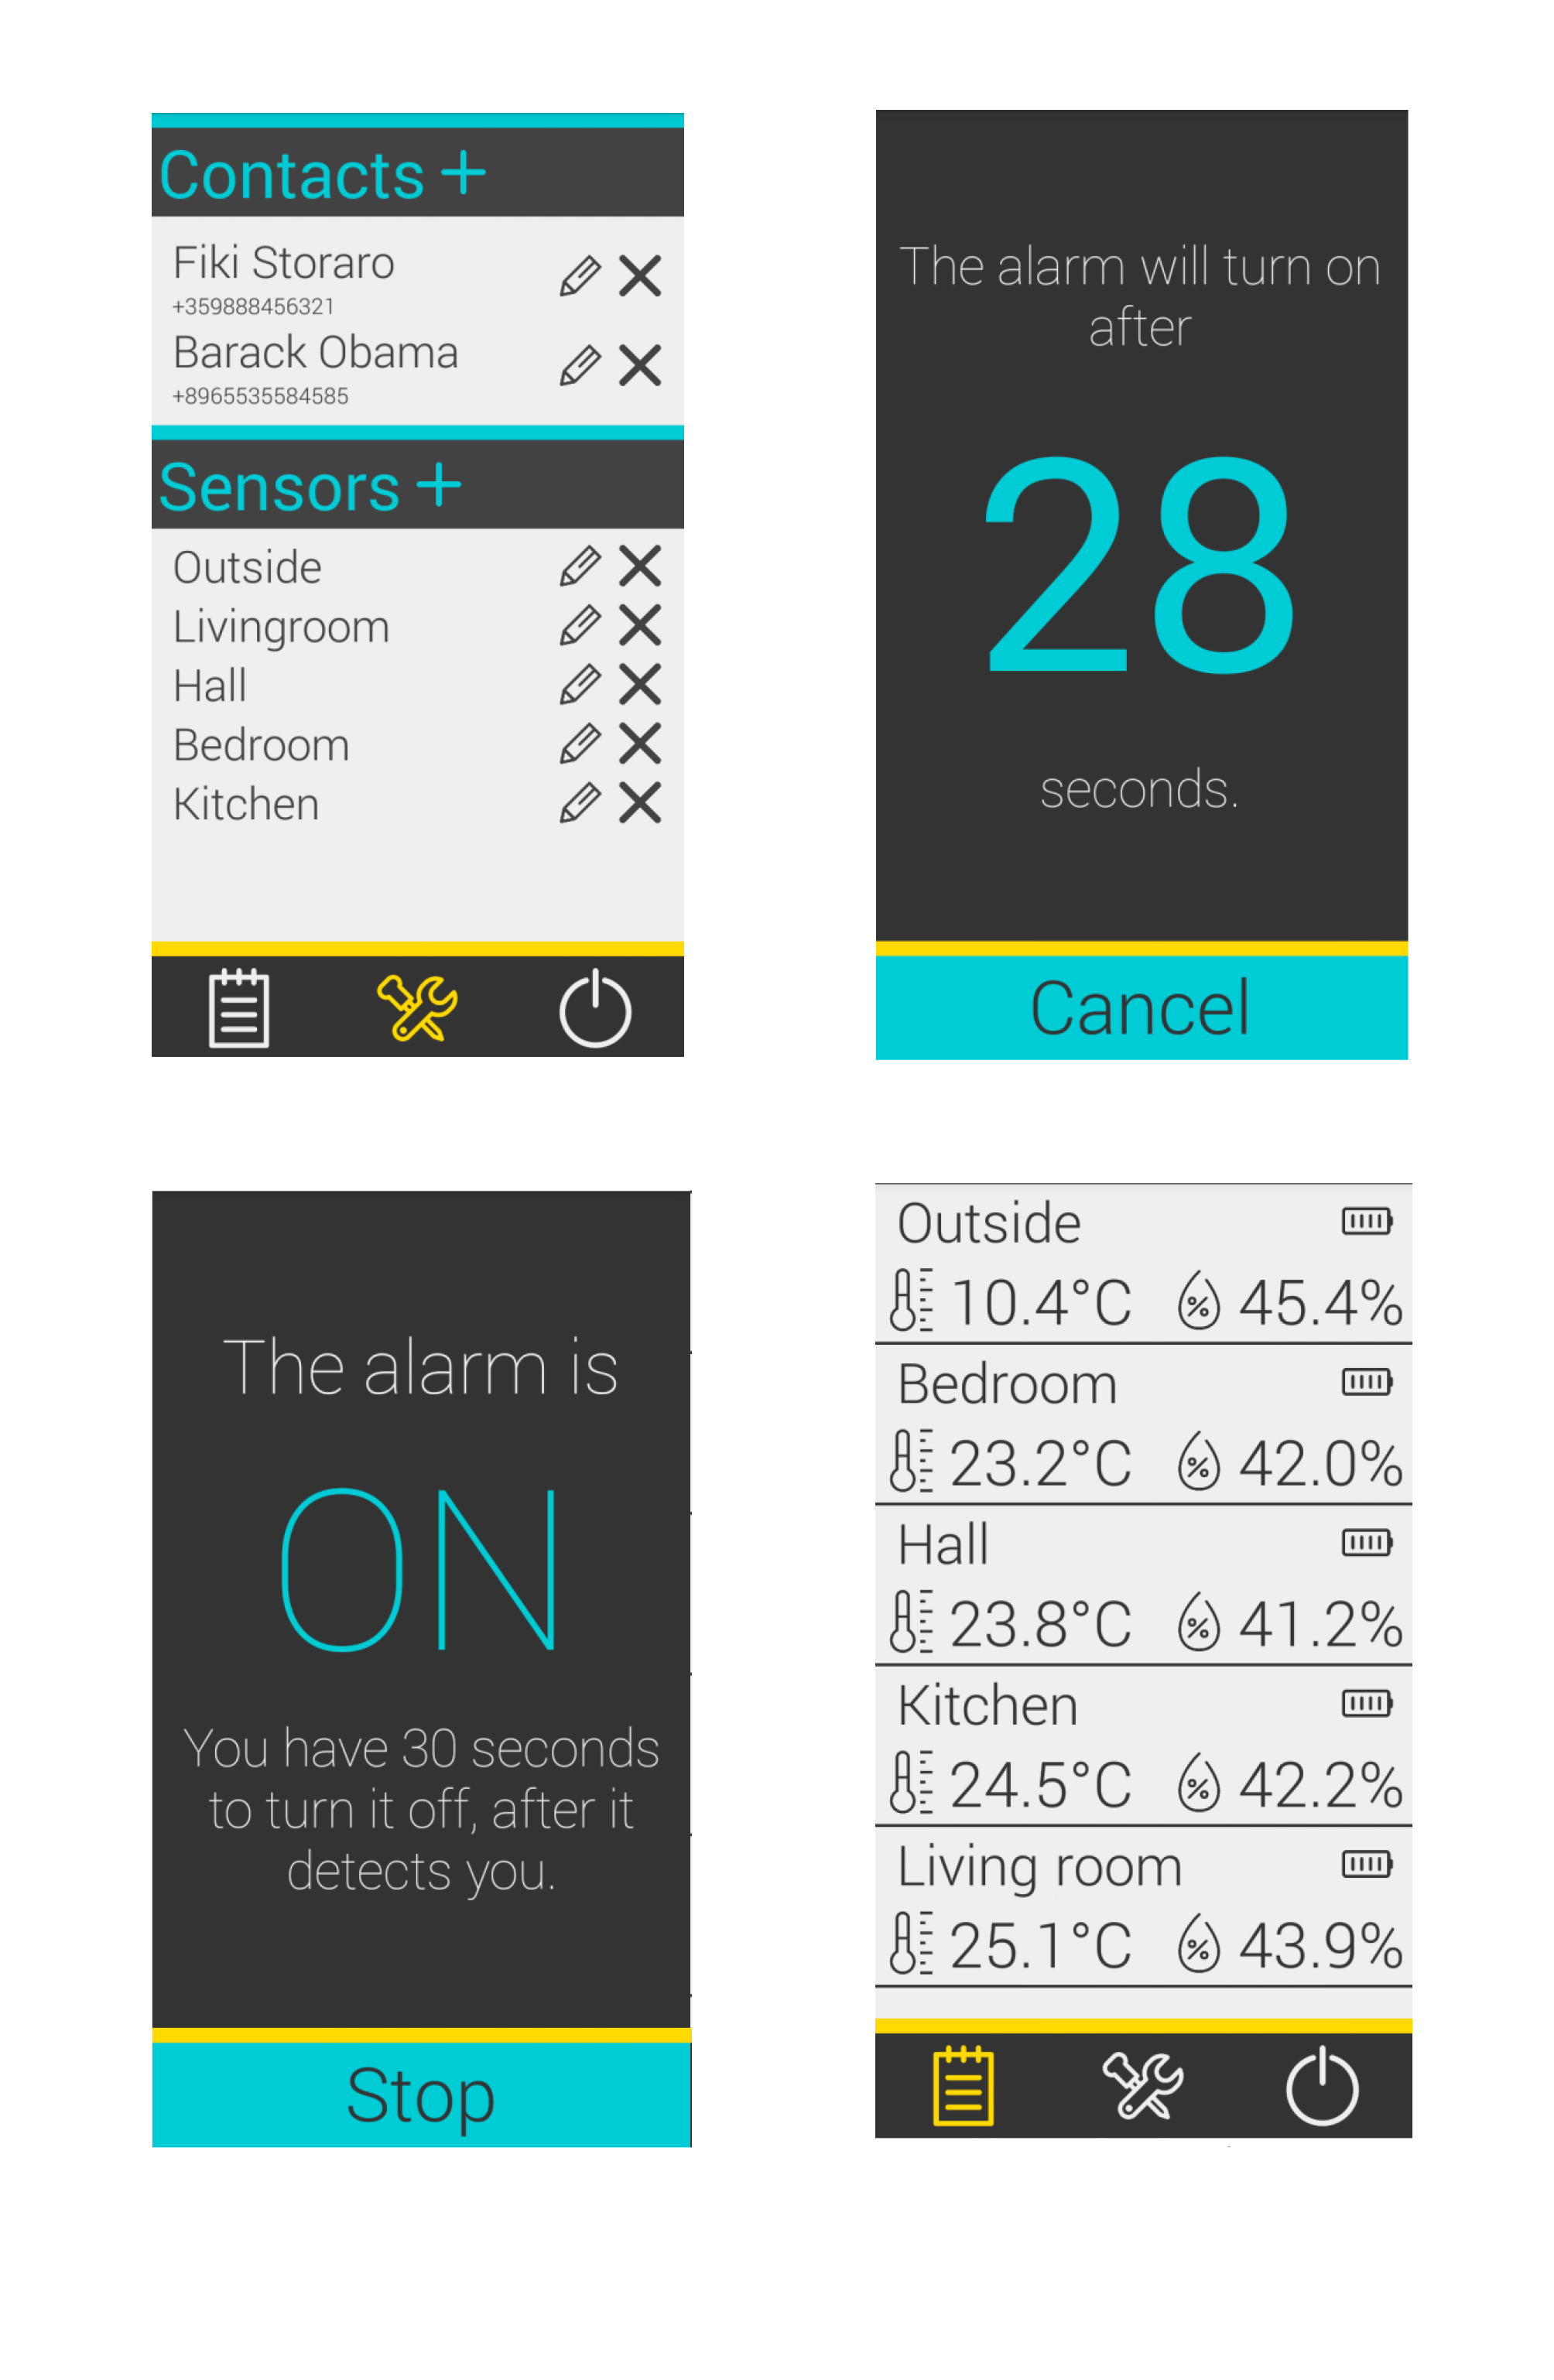 Contacts +
Fiki Storaro
+359888456321
Barack Obama
+8965535584585
Sensors +
Outside
Livingroom
Hall
Bedroom
Kitchen
The alarm will turn on
after
28
seconds.
Cancel
The alarm is
ON
You have 30 seconds
to turn it off, after it
detects you.
Stop
Outside
10.4°C 45.4%
Bedroom
23.2°C 42.0%
Hall
23.8°C 41.2%
Kitchen
24.5°C 42.2%
Living room
25.1°C 43.9%